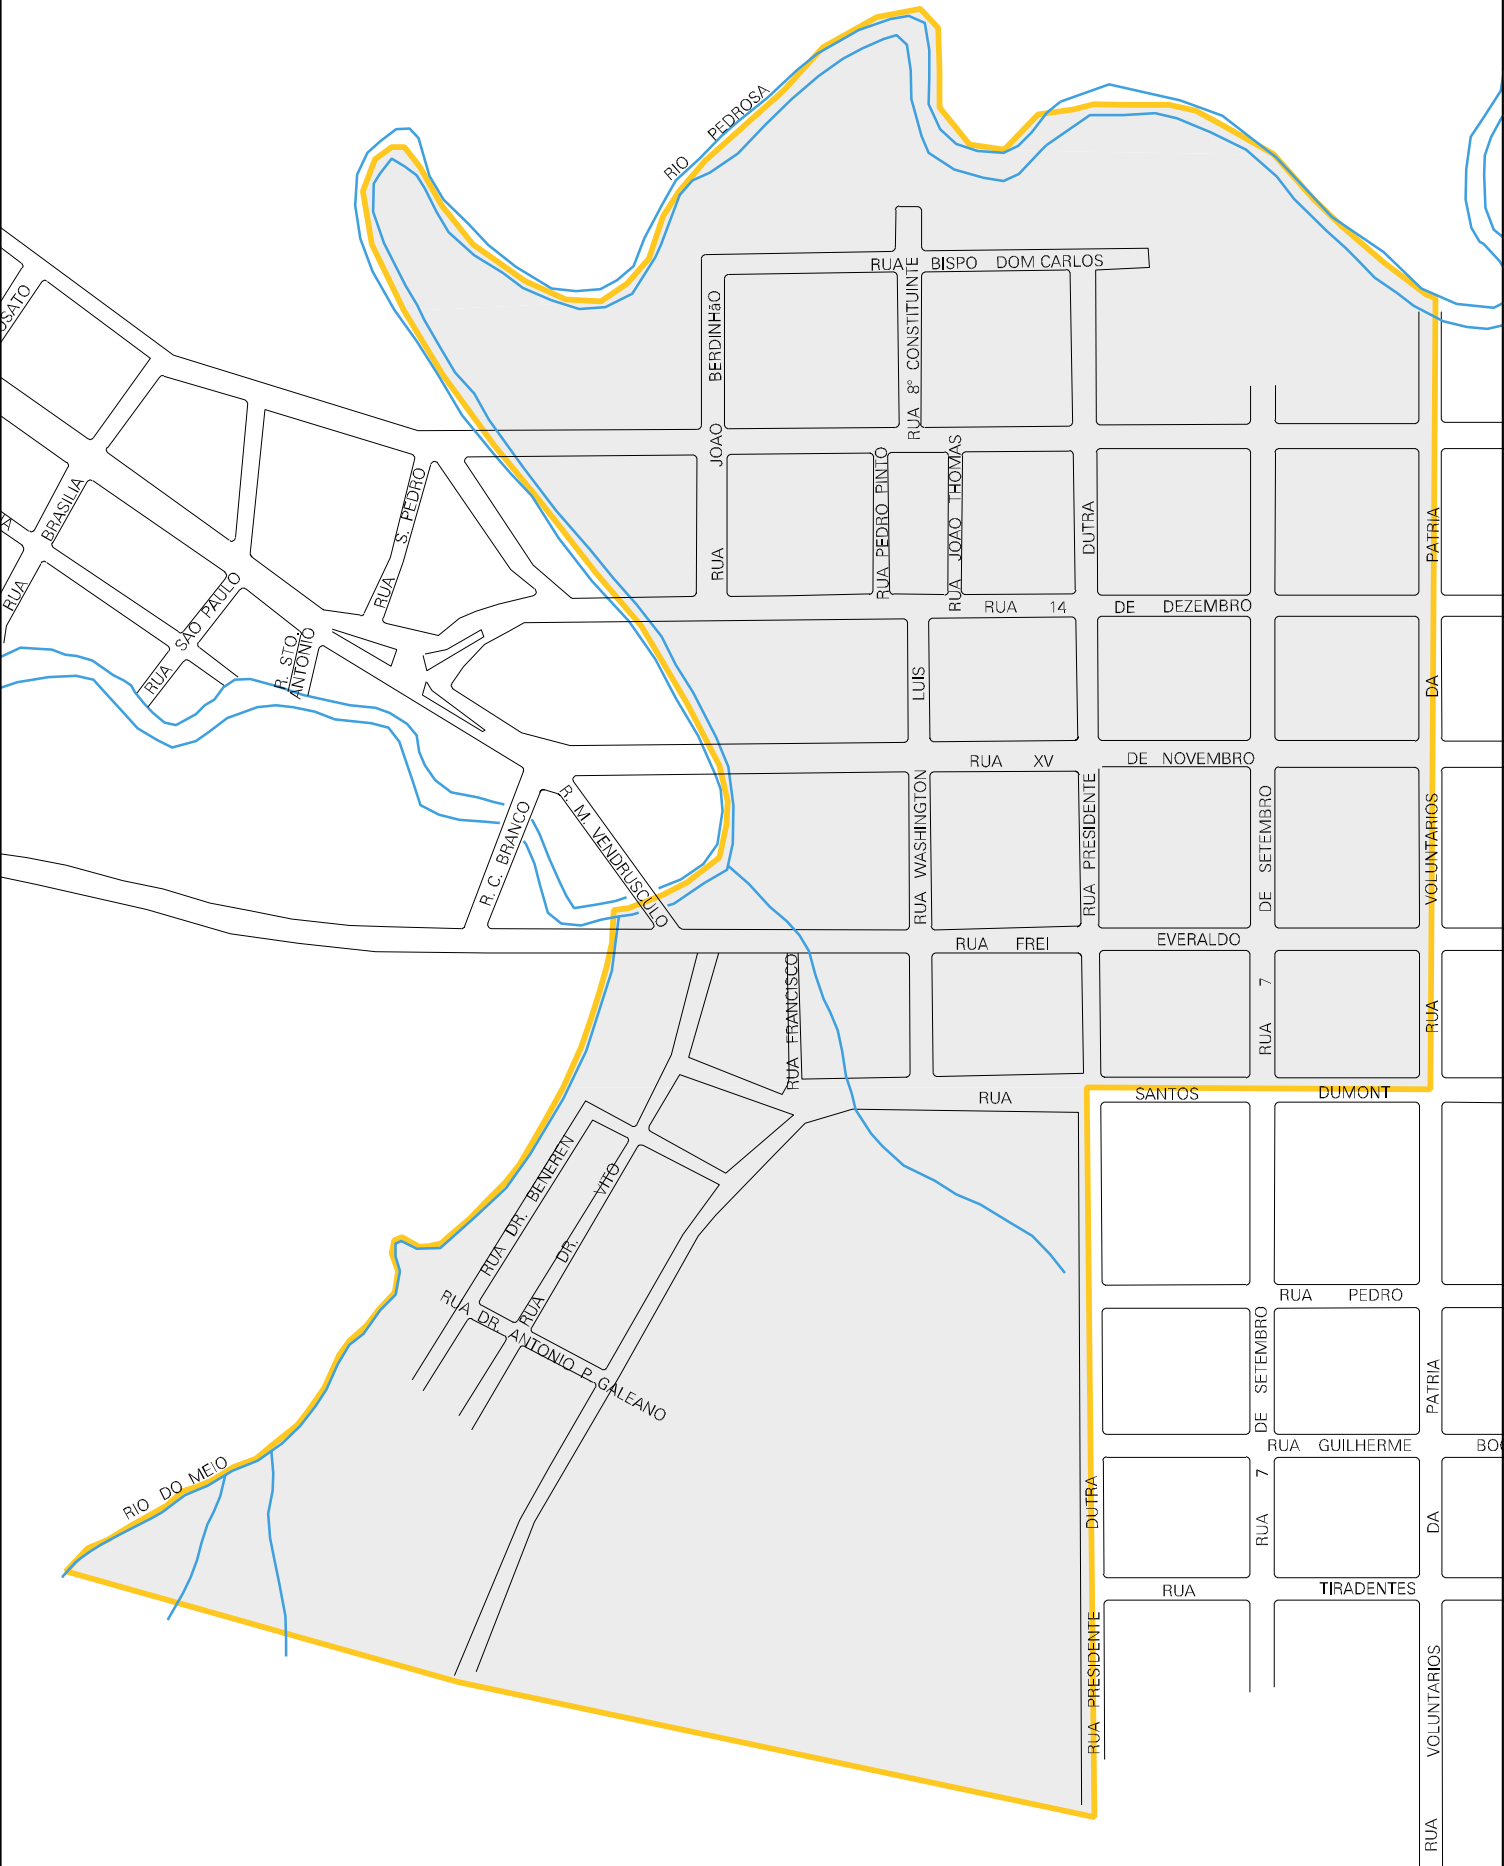 RIO PEDROSA
RUA BISPO DOM CARLOS
RUA 8° CONSTITUINTE
RUA JOAO BERDINHãO
RUA PEDRO PINTO
RUA JOAO THOMAS
RUA PRESIDENTE DUTRA
RUA VOLUNTARIOS DA PATRIA
BRASILIA
RUA
RUA S. PEDRO
RUA SAO PAULO
R. STO.
ANTONIO
RUA 14 DE DEZEMBRO
RUA WASHINGTON LUIS
RUA XV DE NOVEMBRO
R. C. BRANCO
R. M. VENDRUSCULO
RUA 7 DE SETEMBRO
RUA FREI EVERALDO
RUA FRANCISCO
RUA SANTOS DUMONT
RUA DR. BENEREN
RUA DR. VITO
RUA DR. ANTONIO P. GALEANO
RUA PEDRO
RUA 7 DE SETEMBRO
RUA GUILHERME
RIO DO MEIO
RUA PRESIDENTE DUTRA
RUA TIRADENTES
RUA VOLUNTARIOS DA PATRIA